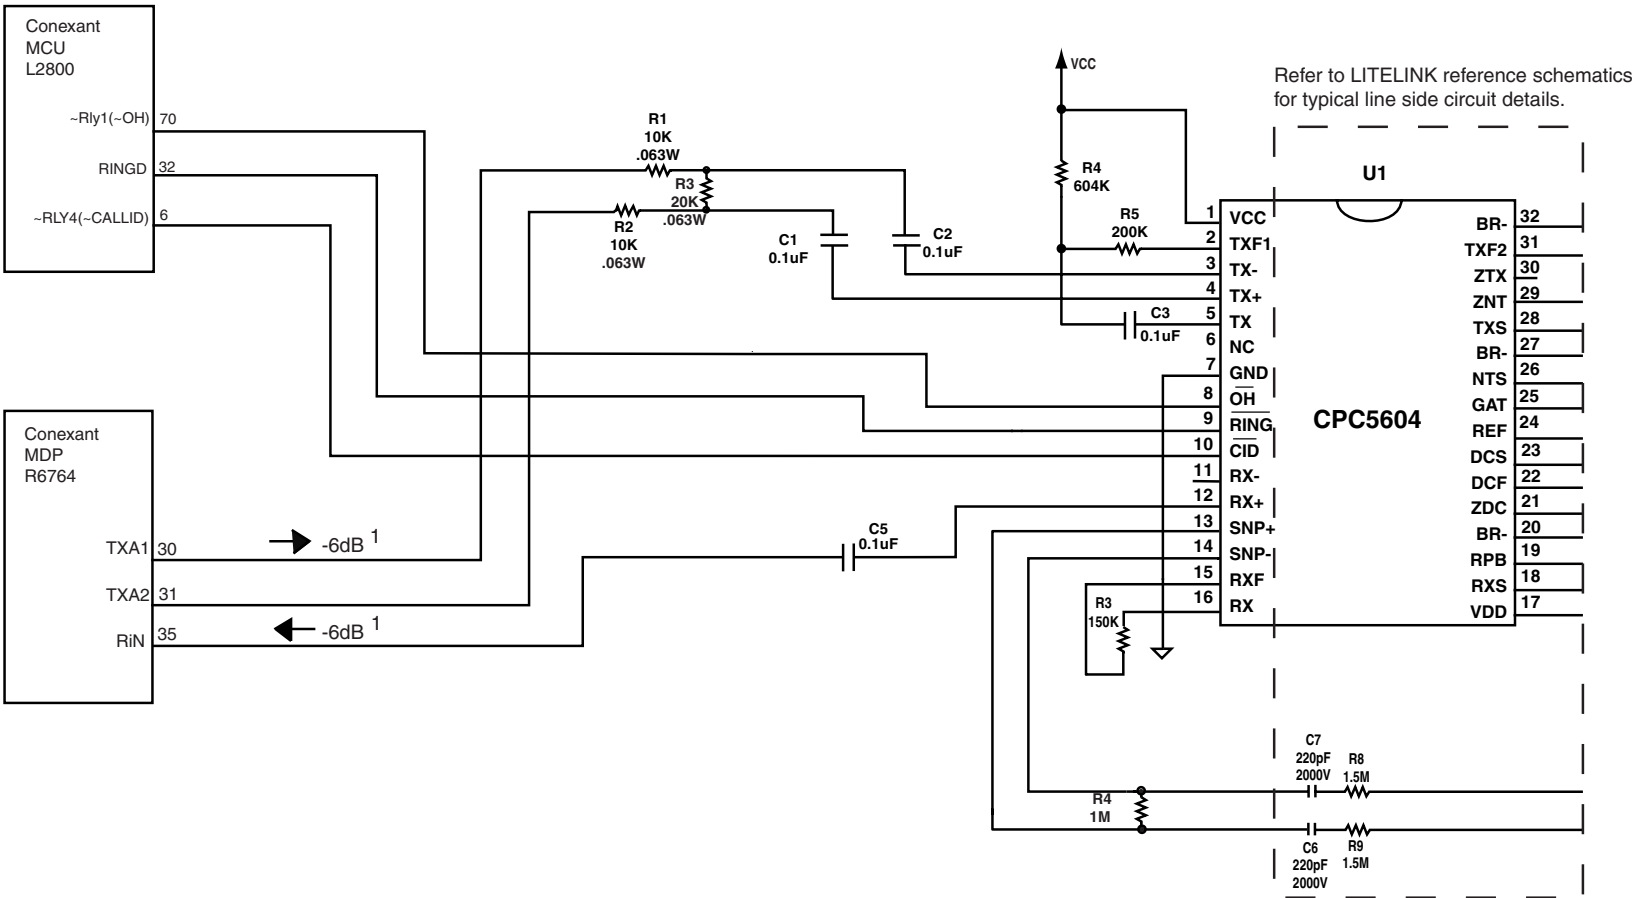 Conexant
MCU
L2800
~Rly1(~OH) 70
RINGD 32
~RLY4(~CALLID) 6
Conexant
MDP
R6764
TXA1 30
-6dB 1
TXA2 31
-6dB 1
RiN 35
R1
10K
.063W
R3
20K
.063W
R2
10K
.063W
C1
0.1uF
C2
0.1uF
VCC
R4
604K
R5
200K
C3
0.1uF
C5
0.1uF
R3
150K
R4
1M
Refer to LITELINK reference schematics
for typical line side circuit details.
U1
CPC5604
1 VCC
2 TXF1
3 TX-
4 TX+
5 TX
6 NC
7 GND
8 OH
9 RING
10 CID
11 RX-
12 RX+
13 SNP+
14 SNP-
15 RXF
16 RX
BR- 32
TXF2 31
ZTX 30
ZNT 29
TXS 28
BR- 27
NTS 26
GAT 25
REF 24
DCS 23
DCF 22
ZDC 21
BR- 20
RPB 19
RXS 18
VDD 17
C7
220pF
2000V
R8
1.5M
C6
220pF
2000V
R9
1.5M